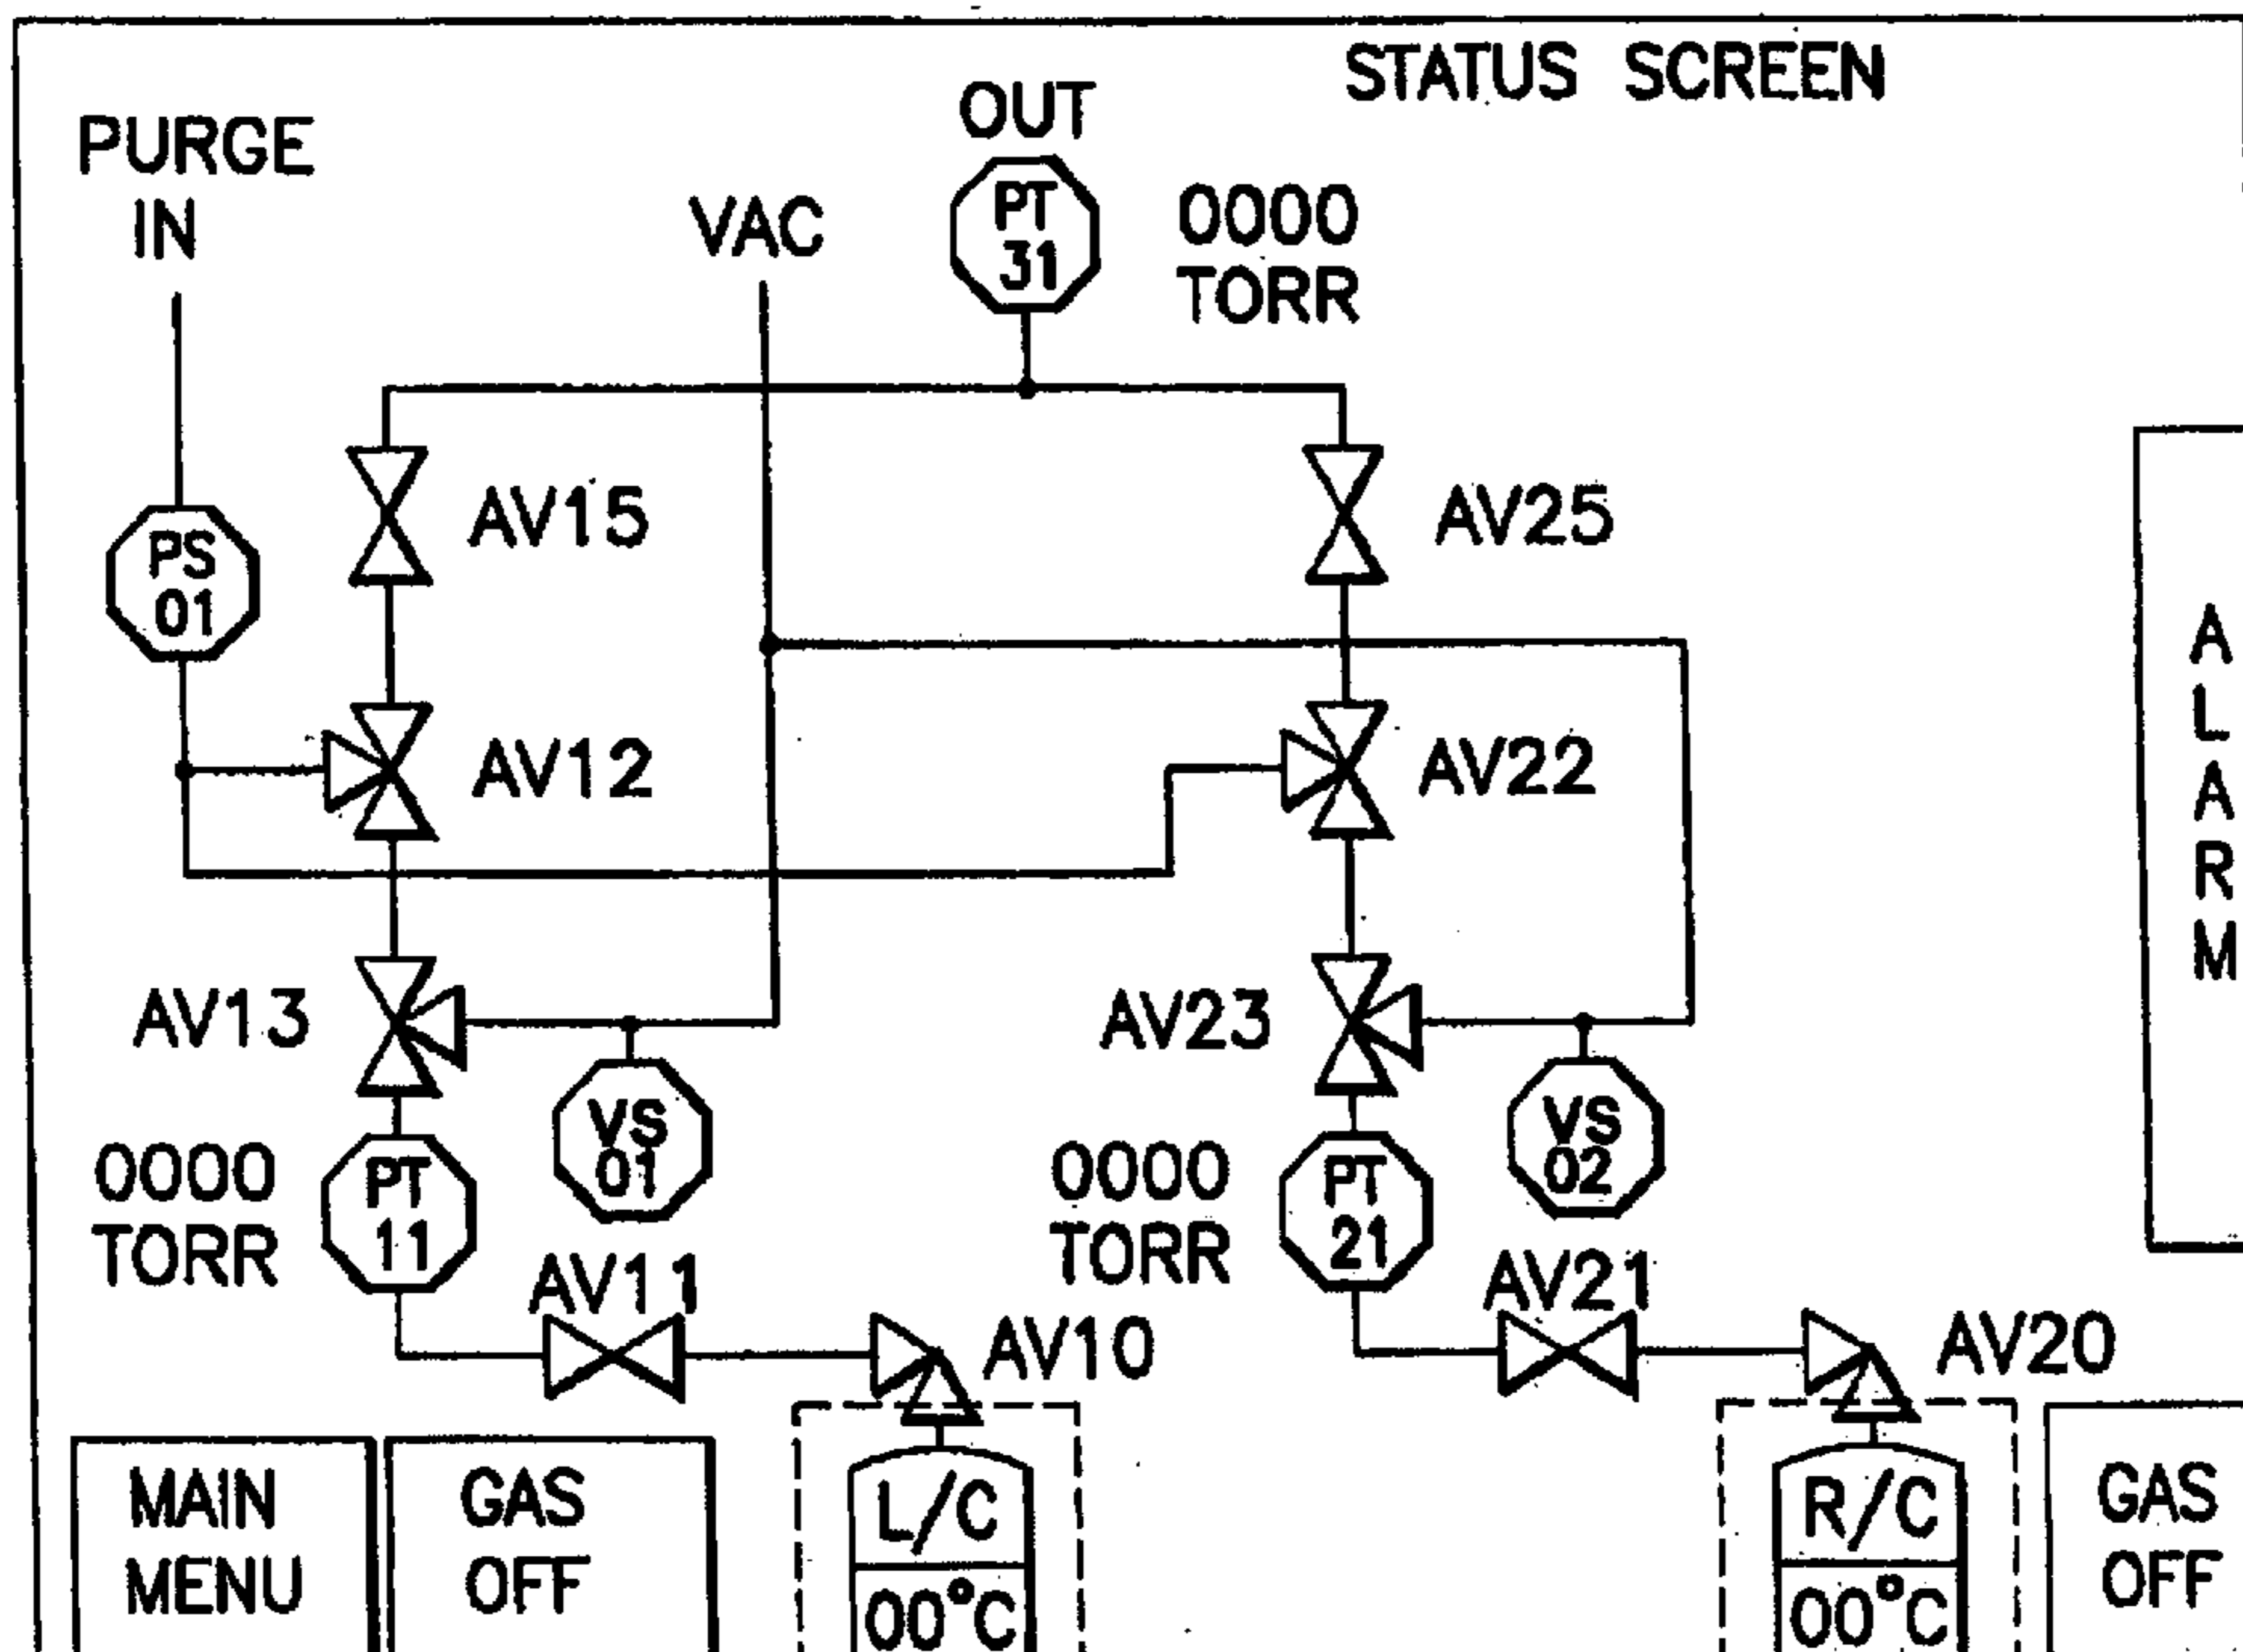 STATUS SCREEN
OUT
PURGE
IN
VAC
PT
31
0000
TORR
PS
01
AV15
AV25
AV12
AV22
A
L
A
R
M
AV13
AV23
VS
01
VS
02
0000
TORR
PT
11
0000
TORR
PT
21
AV11
AV10
AV21
AV20
MAIN
MENU
GAS
OFF
L/C
00°C
R/C
00°C
GAS
OFF